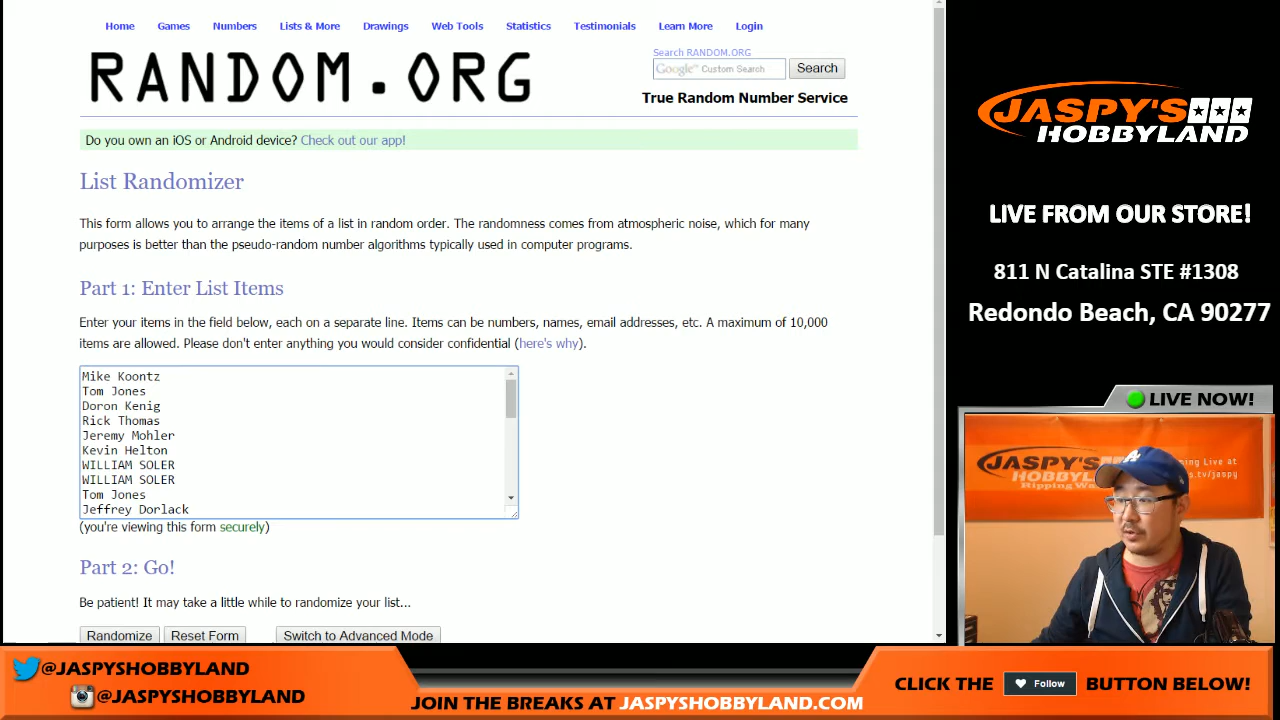 Home Games Numbers Lists & More Drawings Web Tools Statistics Testimonials Learn More Login
RANDOM.ORG
Search RANDOM.ORG
Google™ Custom Search Search
True Random Number Service
Do you own an iOS or Android device? Check out our app!
List Randomizer
This form allows you to arrange the items of a list in random order. The randomness comes from atmospheric noise, which for many
purposes is better than the pseudo-random number algorithms typically used in computer programs.
Part 1: Enter List Items
Enter your items in the field below, each on a separate line. Items can be numbers, names, email addresses, etc. A maximum of 10,000
items are allowed. Please don't enter anything you would consider confidential (here's why).
Mike Koontz
Tom Jones
Doron Kenig
Rick Thomas
Jeremy Mohler
Kevin Helton
WILLIAM SOLER
WILLIAM SOLER
Tom Jones
Jeffrey Dorlack
(you're viewing this form securely)
Part 2: Go!
Be patient! It may take a little while to randomize your list...
Randomize Reset Form Switch to Advanced Mode
JASPY'S
HOBBYLAND
LIVE FROM OUR STORE!
811 N Catalina STE #1308
Redondo Beach, CA 90277
LIVE NOW!
JASPY'S
HOBBYLAND
@JASPYSHOBBYLAND
@JASPYSHOBBYLAND
JOIN THE BREAKS AT JASPYSHOBBYLAND.COM
CLICK THE Follow BUTTON BELOW!